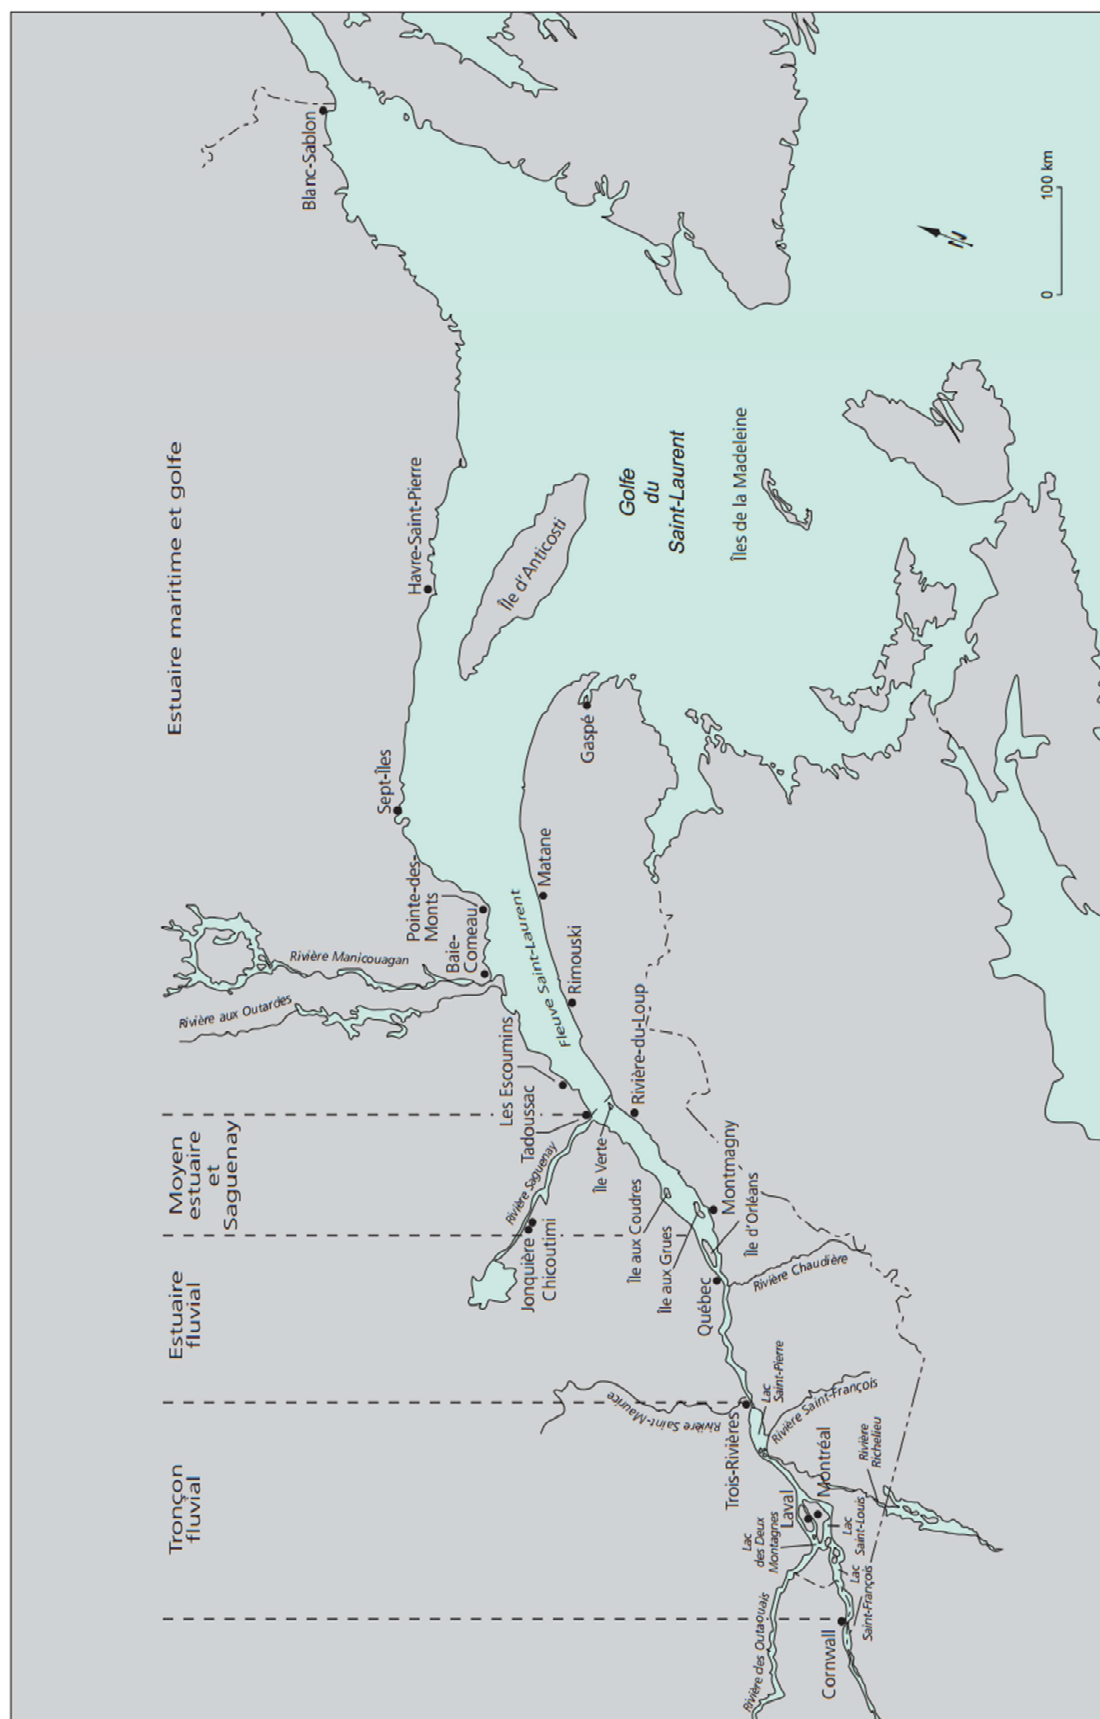 Tronçon
fluvial
Estuaire
fluvial
Moyen
estuaire
et
Saguenay
Estuaire maritime et golfe
Blanc-Sablon
Havre-Saint-Pierre
Sept-Îles
Pointe-des-
Monts
Baie-
Comeau
Rivière Manicouagan
Rivière aux Outardes
Les Escoumins
Tadoussac
Rivière Saguenay
Jonquière
Chicoutimi
Île Verte
Île aux Coudres
Île aux Grues
Québec
Rivière Saint-Maurice
Trois-Rivières
Lac
des Deux
Montagnes
Laval
Rivière des Outaouais
Cornwall
Lac
Saint-François
Lac
Saint-Louis
Montréal
Rivière
Richelieu
Rivière Saint-François
Lac
Saint-Pierre
Rivière Chaudière
Île d'Orléans
Montmagny
Rivière-du-Loup
Rimouski
Matane
Fleuve Saint-Laurent
Gaspé
Île d'Anticosti
Golfe
du
Saint-Laurent
Îles de la Madeleine
N
0 100 km